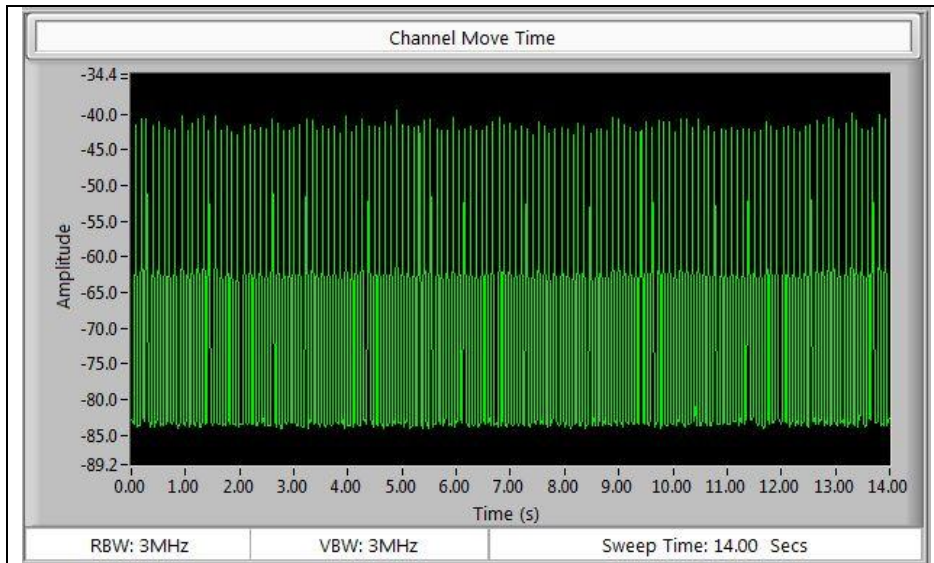 Channel Move Time
-34.4
-40.0
-45.0
-50.0
-55.0
-60.0
-65.0
-70.0
-75.0
-80.0
-85.0
-89.2
Amplitude
0.00 1.00 2.00 3.00 4.00 5.00 6.00 7.00 8.00 9.00 10.00 11.00 12.00 13.00 14.00
Time (s)
RBW: 3MHz VBW: 3MHz Sweep Time: 14.00 Secs